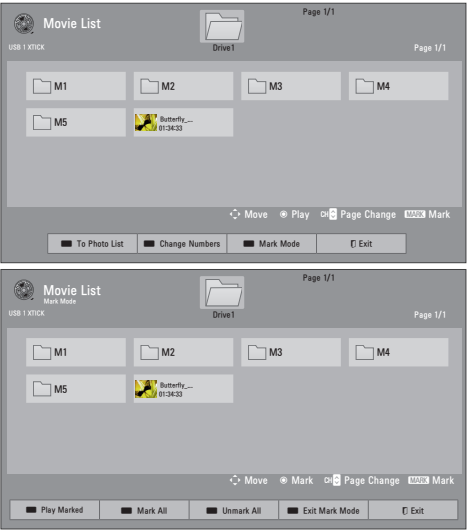 Page 1/1
Movie List
USB 1 XTICK
Drive1
Page 1/1
M1
M2
M3
M4
M5
Butterfly_...
01:34:33
Move
Play
CH Page Change
MARK Mark
To Photo List
Change Numbers
Mark Mode
Exit
Page 1/1
Movie List
Mark Mode
USB 1 XTICK
Drive1
Page 1/1
M1
M2
M3
M4
M5
Butterfly_...
01:34:33
Move
Mark
CH Page Change
MARK Mark
Play Marked
Mark All
Unmark All
Exit Mark Mode
Exit